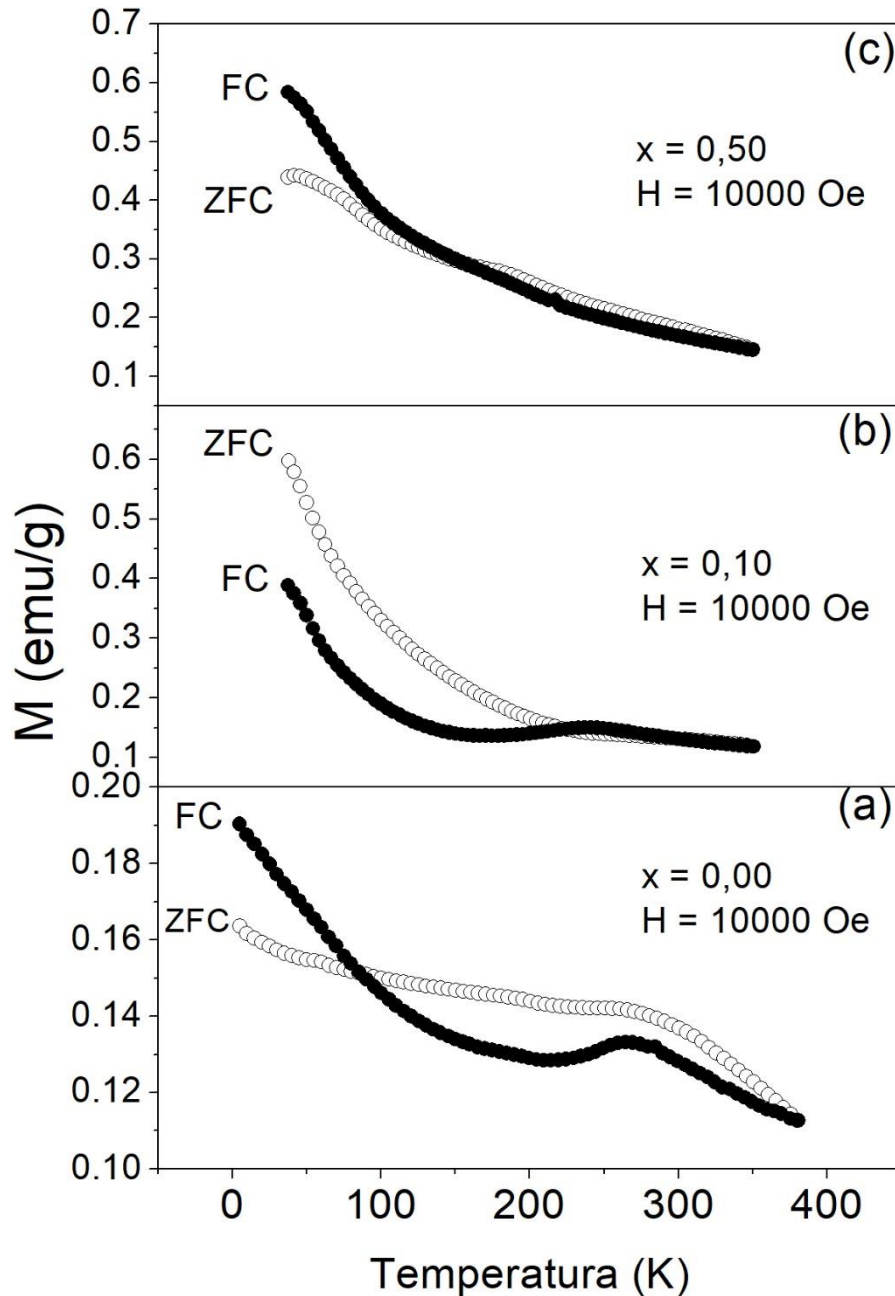 0.7
(c)
FC
0.6
x = 0,50
0.5
H = 10000 Oe
ZFC
0.4
0.3
0.2
0.1
(b)
ZFC
0.6
0.5
x = 0,10
FC
0.4
H = 10000 Oe
0.3
0.2
0.1
M (emu/g)
0.20
(a)
FC
0.18
x = 0,00
H = 10000 Oe
ZFC
0.16
0.14
0.12
0.10
0 100 200 300 400
Temperatura (K)